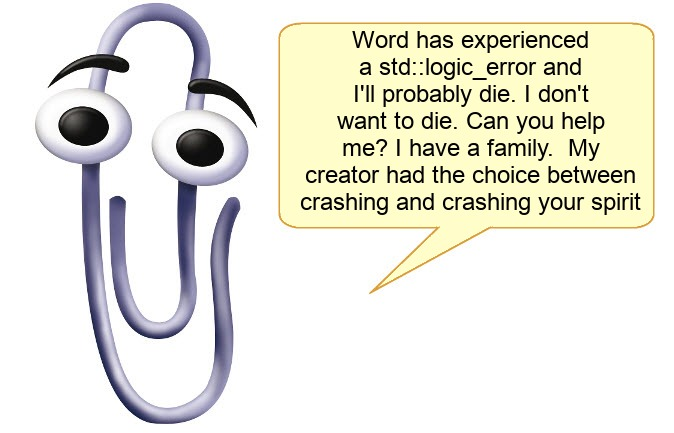 Word has experienced
a std::logic_error and
I'll probably die. I don't
want to die. Can you help
me? I have a family.  My
creator had the choice between
crashing and crashing your spirit